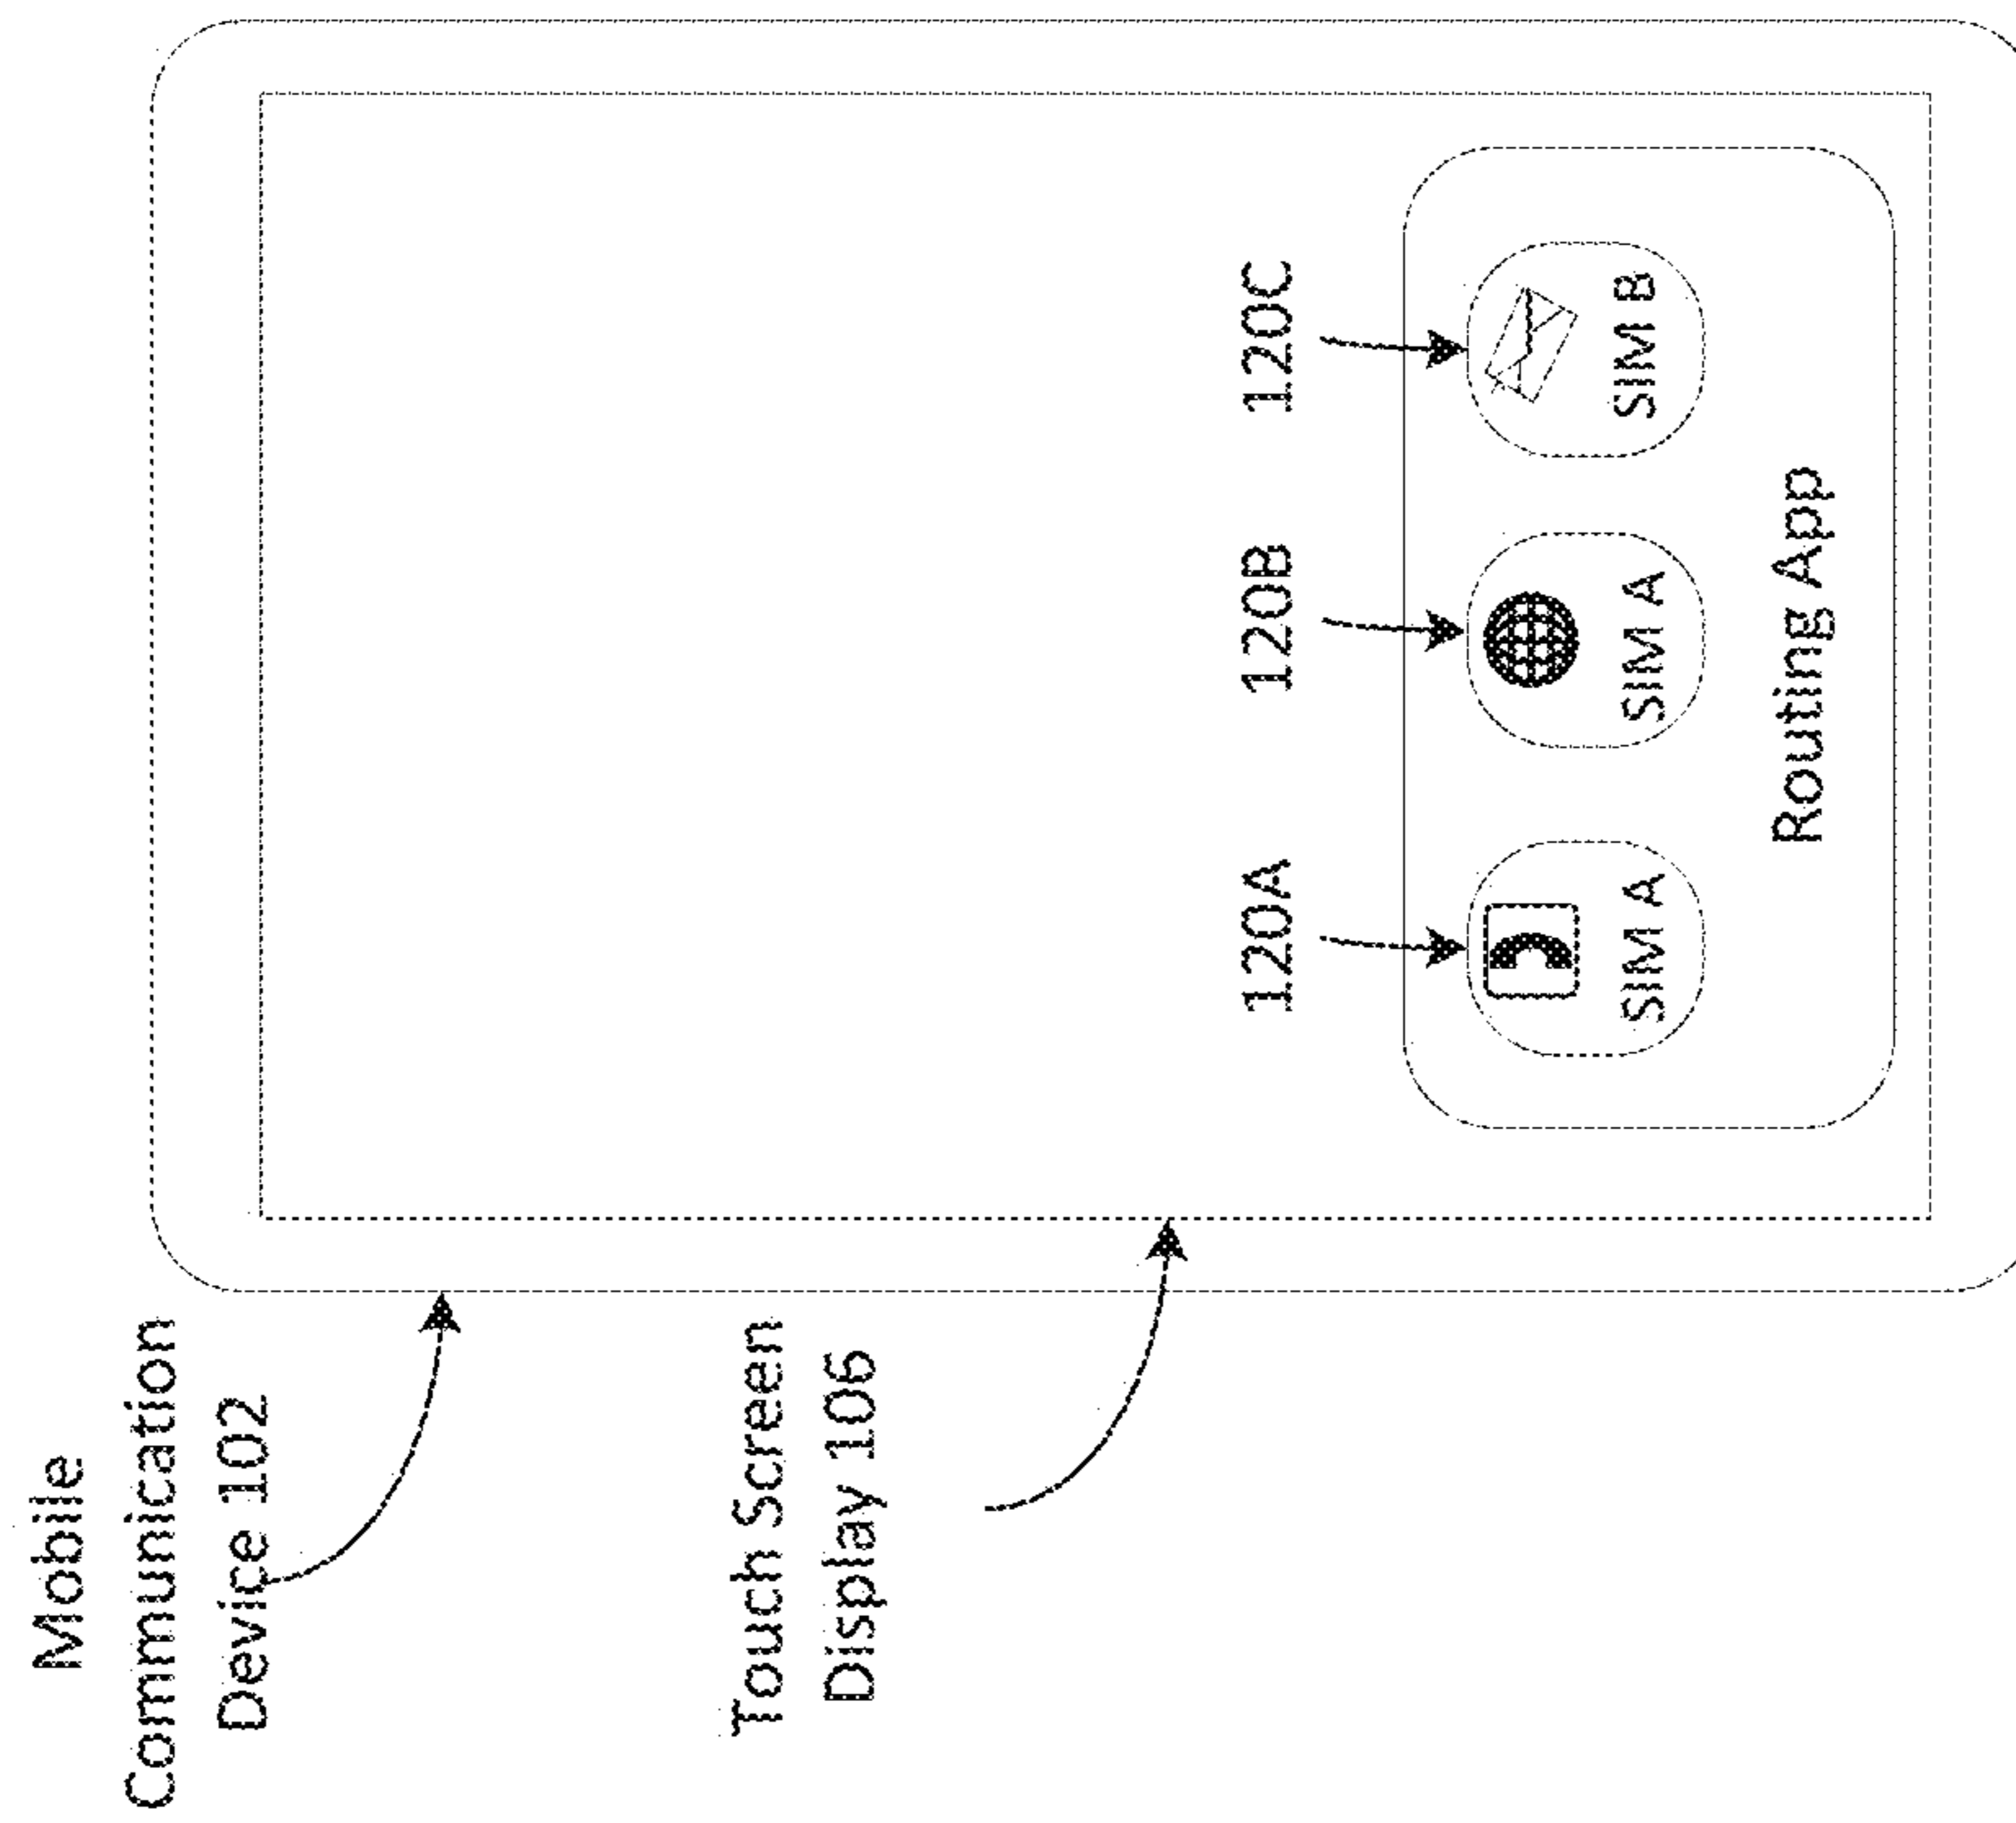 Mobile
Communication
Device 102
Touch Screen
Display 106
120A
120B
120C
SIM A
SIM A
SIM B
Routing App